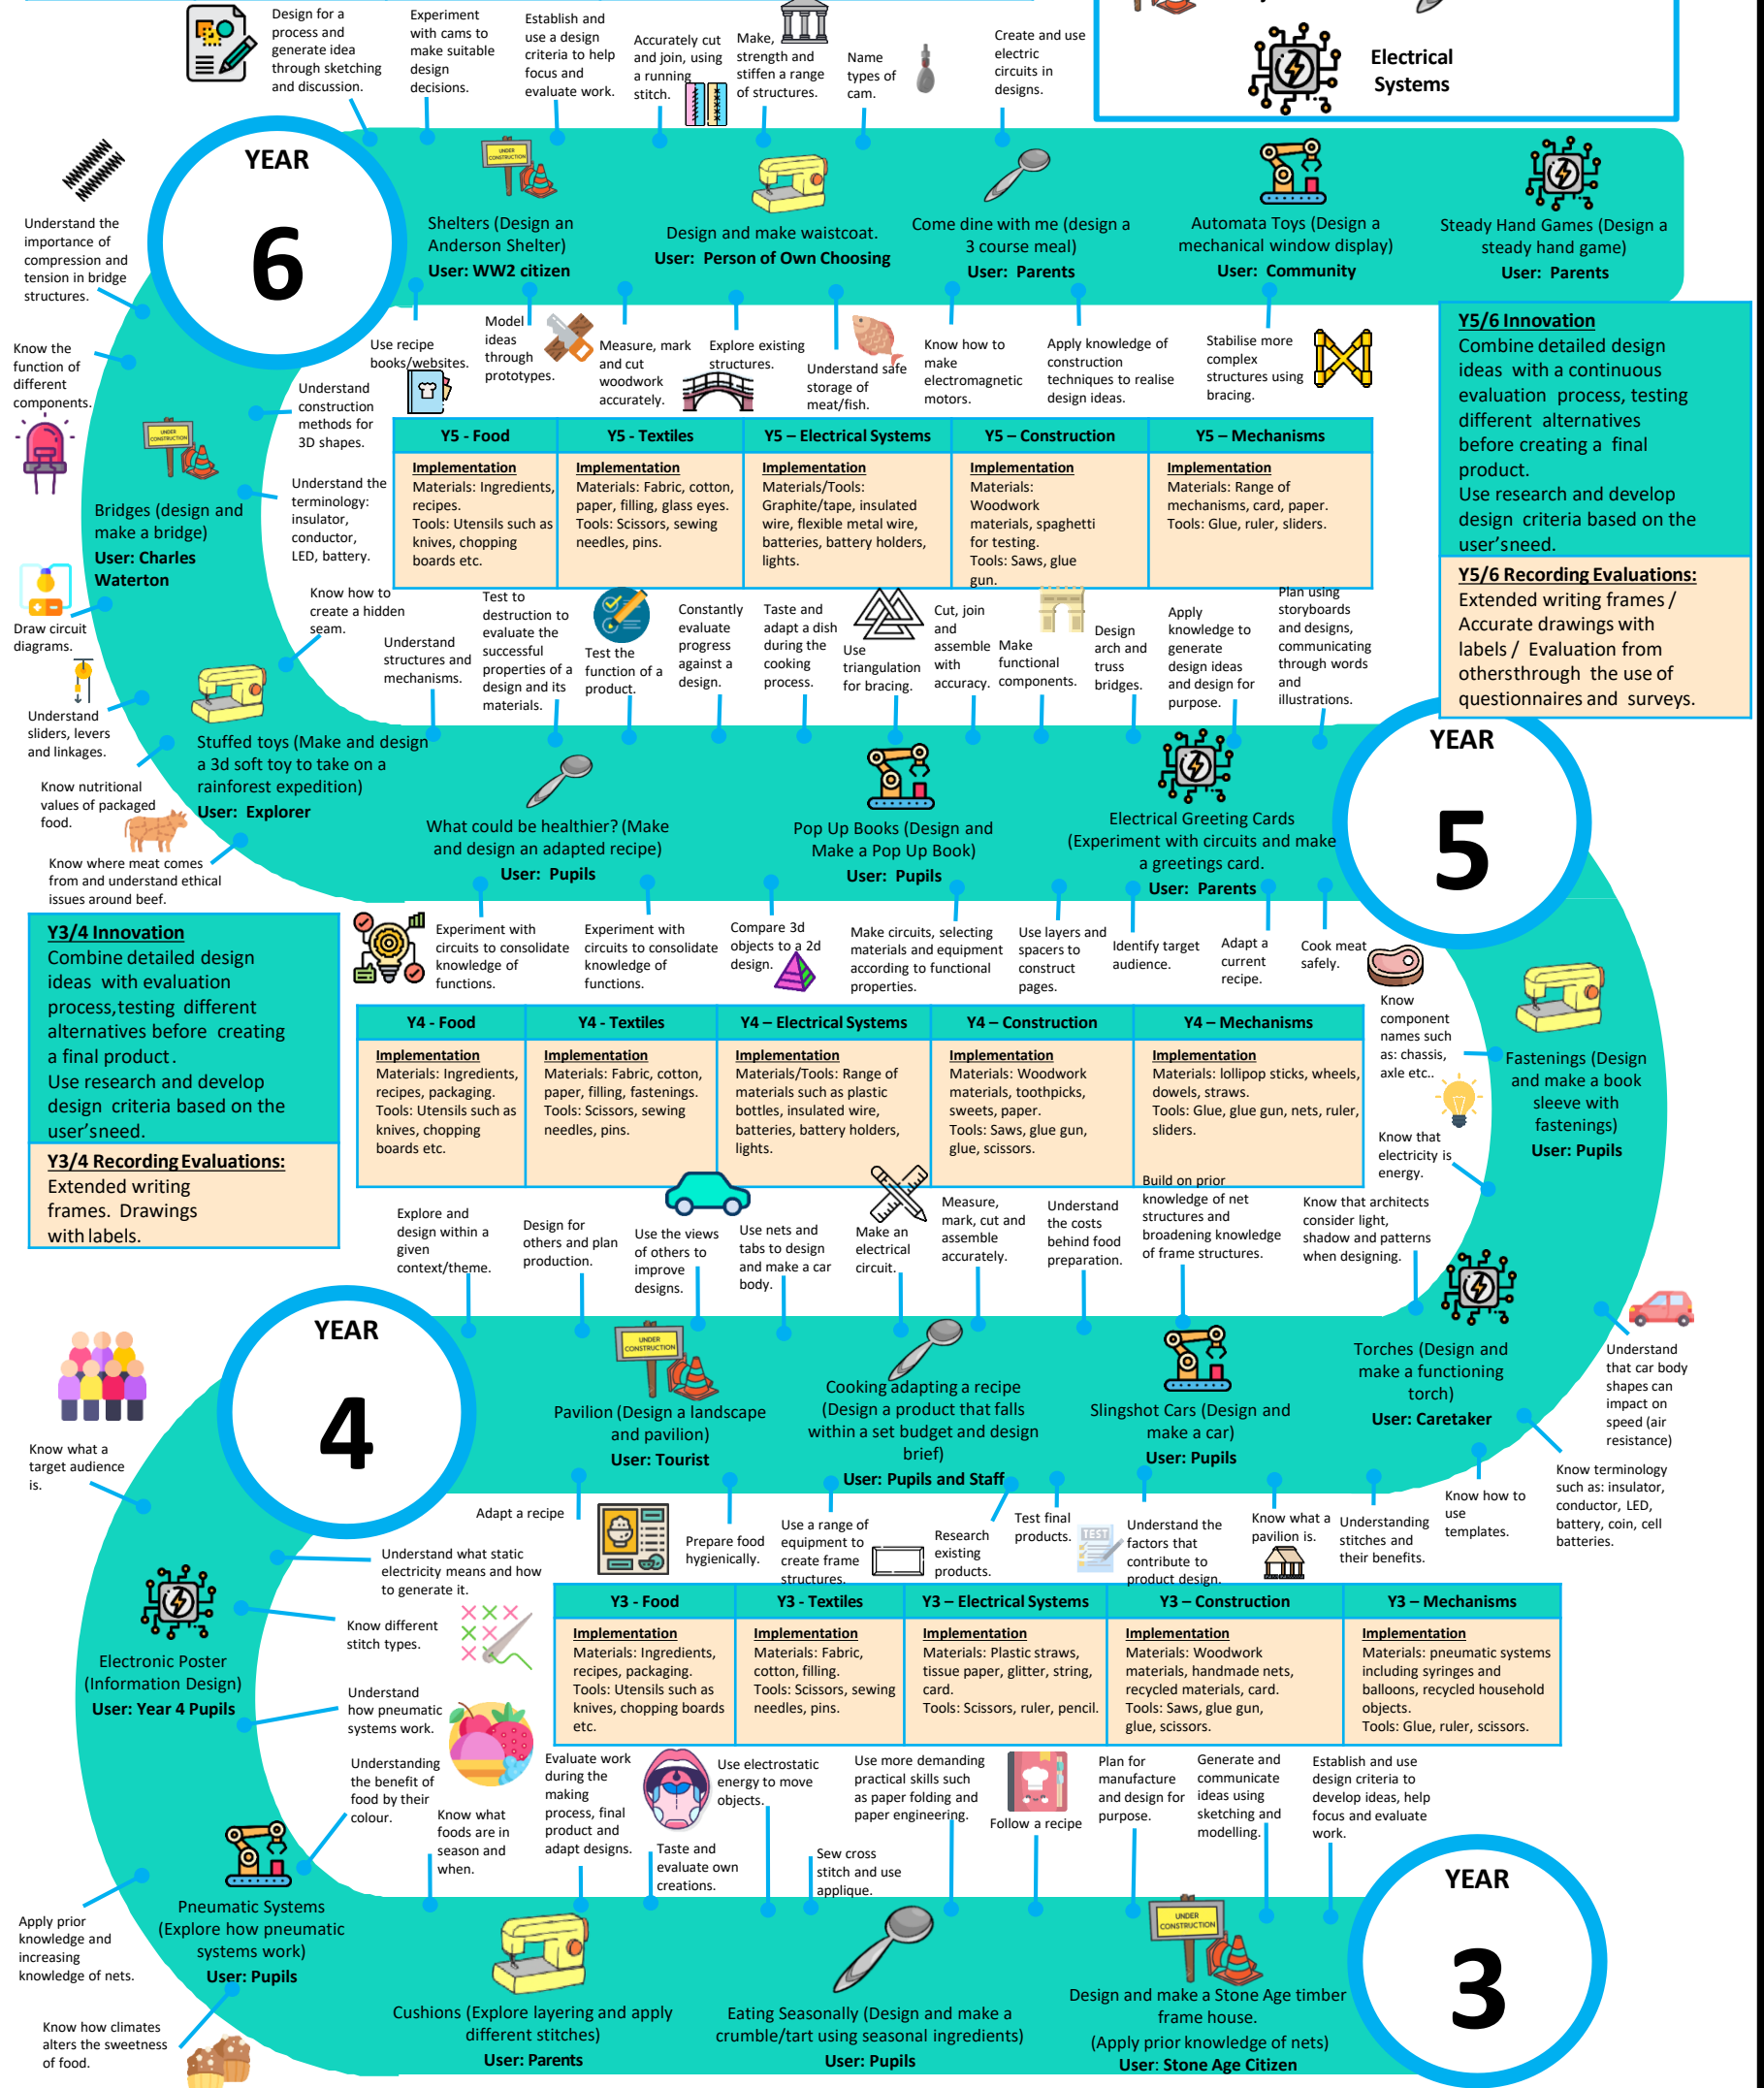 Design for a
process and
generate idea
through sketching
and discussion.
Experiment
with cams to
make suitable
design
decisions.
Establish and
use a design
criteria to help
focus and
evaluate work.
Accurately cut
and join, using
a running
stitch.
Make,
strength and
stiffen a range
of structures.
Name
types of
cam.
Create and use
electric
circuits in
designs.
Electrical
Systems
YEAR
6
UNDER
CONSTRUCTION
Shelters (Design an
Anderson Shelter)
User: WW2 citizen
Design and make waistcoat.
User: Person of Own Choosing
Come dine with me (design a
3 course meal)
User: Parents
Automata Toys (Design a
mechanical window display)
User: Community
Steady Hand Games (Design a
steady hand game)
User: Parents
Understand the
importance of
compression and
tension in bridge
structures.
Know the
function of
different
components.
Use recipe
books/websites.
Model
ideas
through
prototypes.
Measure, mark
and cut
woodwork
accurately.
Explore existing
structures.
Understand safe
storage of
meat/fish.
Know how to
make
electromagnetic
motors.
Apply knowledge of
construction
techniques to realise
design ideas.
Stabilise more
complex
structures using
bracing.
Y5/6 Innovation
Combine detailed design
ideas with a continuous
evaluation process, testing
different alternatives
before creating a final
product.
Use research and develop
design criteria based on the
user'sneed.
Y5/6 Recording Evaluations:
Extended writing frames /
Accurate drawings with
labels / Evaluation from
othersthrough the use of
questionnaires and surveys.
Understand
construction
methods for
3D shapes.
Understand the
terminology:
insulator,
conductor,
LED, battery.
UNDER
CONSTRUCTION
Bridges (design and
make a bridge)
User: Charles
Waterton
Y5 - Food
Implementation
Materials: Ingredients,
recipes.
Tools: Utensils such as
knives, chopping
boards etc.
Y5 - Textiles
Implementation
Materials: Fabric, cotton,
paper, filling, glass eyes.
Tools: Scissors, sewing
needles, pins.
Y5 – Electrical Systems
Implementation
Materials/Tools:
Graphite/tape, insulated
wire, flexible metal wire,
batteries, battery holders,
lights.
Y5 – Construction
Implementation
Materials:
Woodwork
materials, spaghetti
for testing.
Tools: Saws, glue
gun.
Y5 – Mechanisms
Implementation
Materials: Range of
mechanisms, card, paper.
Tools: Glue, ruler, sliders.
Draw circuit
diagrams.
Know how to
create a hidden
seam.
Understand
structures and
mechanisms.
Test to
destruction to
evaluate the
successful
properties of a
design and its
materials.
Test the
function of a
product.
Constantly
evaluate
progress
against a
design.
Taste and
adapt a dish
during the
cooking
process.
Use
triangulation
for bracing.
Cut, join
and
assemble
with
accuracy.
Make
functional
components.
Design
arch and
truss
bridges.
Apply
knowledge to
generate
design ideas
and design for
purpose.
Plan using
storyboards
and designs,
communicating
through words
and
illustrations.
Understand
sliders, levers
and linkages.
Know nutritional
values of packaged
food.
Know where meat comes
from and understand ethical
issues around beef.
Stuffed toys (Make and design
a 3d soft toy to take on a
rainforest expedition)
User: Explorer
What could be healthier? (Make
and design an adapted recipe)
User: Pupils
Pop Up Books (Design and
Make a Pop Up Book)
User: Pupils
Electrical Greeting Cards
(Experiment with circuits and make
a greetings card.
User: Parents
YEAR
5
Y3/4 Innovation
Combine detailed design
ideas with evaluation
process,testing different
alternatives before creating
a final product.
Use research and develop
design criteria based on the
user'sneed.
Y3/4 Recording Evaluations:
Extended writing
frames. Drawings
with labels.
Experiment with
circuits to consolidate
knowledge of
functions.
Experiment with
circuits to consolidate
knowledge of
functions.
Compare 3d
objects to a 2d
design.
Make circuits, selecting
materials and equipment
according to functional
properties.
Use layers and
spacers to
construct
pages.
Identify target
audience.
Adapt a
current
recipe.
Cook meat
safely.
Know
component
names such
as: chassis,
axle etc..
Know that
electricity is
energy.
Fastenings (Design
and make a book
sleeve with
fastenings)
User: Pupils
Y4 - Food
Implementation
Materials: Ingredients,
recipes, packaging.
Tools: Utensils such as
knives, chopping
boards etc.
Y4 - Textiles
Implementation
Materials: Fabric, cotton,
paper, filling, fastenings.
Tools: Scissors, sewing
needles, pins.
Y4 – Electrical Systems
Implementation
Materials/Tools: Range of
materials such as plastic
bottles, insulated wire,
batteries, battery holders,
lights.
Y4 – Construction
Implementation
Materials: Woodwork
materials, toothpicks,
sweets, paper.
Tools: Saws, glue gun,
glue, scissors.
Y4 – Mechanisms
Implementation
Materials: lollipop sticks, wheels,
dowels, straws.
Tools: Glue, glue gun, nets, ruler,
sliders.
Explore and
design within a
given
context/theme.
Design for
others and plan
production.
Use the views
of others to
improve
designs.
Use nets and
tabs to design
and make a car
body.
Make an
electrical
circuit.
Measure,
mark, cut and
assemble
accurately.
Understand
the costs
behind food
preparation.
Build on prior
knowledge of net
structures and
broadening knowledge
of frame structures.
Know that architects
consider light,
shadow and patterns
when designing.
YEAR
4
UNDER
CONSTRUCTION
Pavilion (Design a landscape
and pavilion)
User: Tourist
Cooking adapting a recipe
(Design a product that falls
within a set budget and design
brief)
User: Pupils and Staff
Slingshot Cars (Design and
make a car)
User: Pupils
Torches (Design and
make a functioning
torch)
User: Caretaker
Understand
that car body
shapes can
impact on
speed (air
resistance)
Know terminology
such as: insulator,
conductor, LED,
battery, coin, cell
batteries.
Know what a
target audience
is.
Adapt a recipe
Prepare food
hygienically.
Use a range of
equipment to
create frame
structures.
Research
existing
products.
Test final
products.
TEST
Understand the
factors that
contribute to
product design.
Know what a
pavilion is.
Understanding
stitches and
their benefits.
Know how to
use
templates.
Understand what static
electricity means and how
to generate it.
Know different
stitch types.
Understand
how pneumatic
systems work.
Understanding
the benefit of
food by their
colour.
Electronic Poster
(Information Design)
User: Year 4 Pupils
Y3 - Food
Implementation
Materials: Ingredients,
recipes, packaging.
Tools: Utensils such as
knives, chopping boards
etc.
Y3 - Textiles
Implementation
Materials: Fabric,
cotton, filling.
Tools: Scissors, sewing
needles, pins.
Y3 – Electrical Systems
Implementation
Materials: Plastic straws,
tissue paper, glitter, string,
card.
Tools: Scissors, ruler, pencil.
Y3 – Construction
Implementation
Materials: Woodwork
materials, handmade nets,
recycled materials, card.
Tools: Saws, glue gun,
glue, scissors.
Y3 – Mechanisms
Implementation
Materials: pneumatic systems
including syringes and
balloons, recycled household
objects.
Tools: Glue, ruler, scissors.
Know what
foods are in
season and
when.
Evaluate work
during the
making
process, final
product and
adapt designs.
Taste and
evaluate own
creations.
Use electrostatic
energy to move
objects.
Sew cross
stitch and use
applique.
Use more demanding
practical skills such
as paper folding and
paper engineering.
Follow a recipe
Plan for
manufacture
and design for
purpose.
Generate and
communicate
ideas using
sketching and
modelling.
Establish and use
design criteria to
develop ideas, help
focus and evaluate
work.
Apply prior
knowledge and
increasing
knowledge of nets.
Know how climates
alters the sweetness
of food.
Pneumatic Systems
(Explore how pneumatic
systems work)
User: Pupils
Cushions (Explore layering and apply
different stitches)
User: Parents
Eating Seasonally (Design and make a
crumble/tart using seasonal ingredients)
User: Pupils
UNDER
CONSTRUCTION
Design and make a Stone Age timber
frame house.
(Apply prior knowledge of nets)
User: Stone Age Citizen
YEAR
3